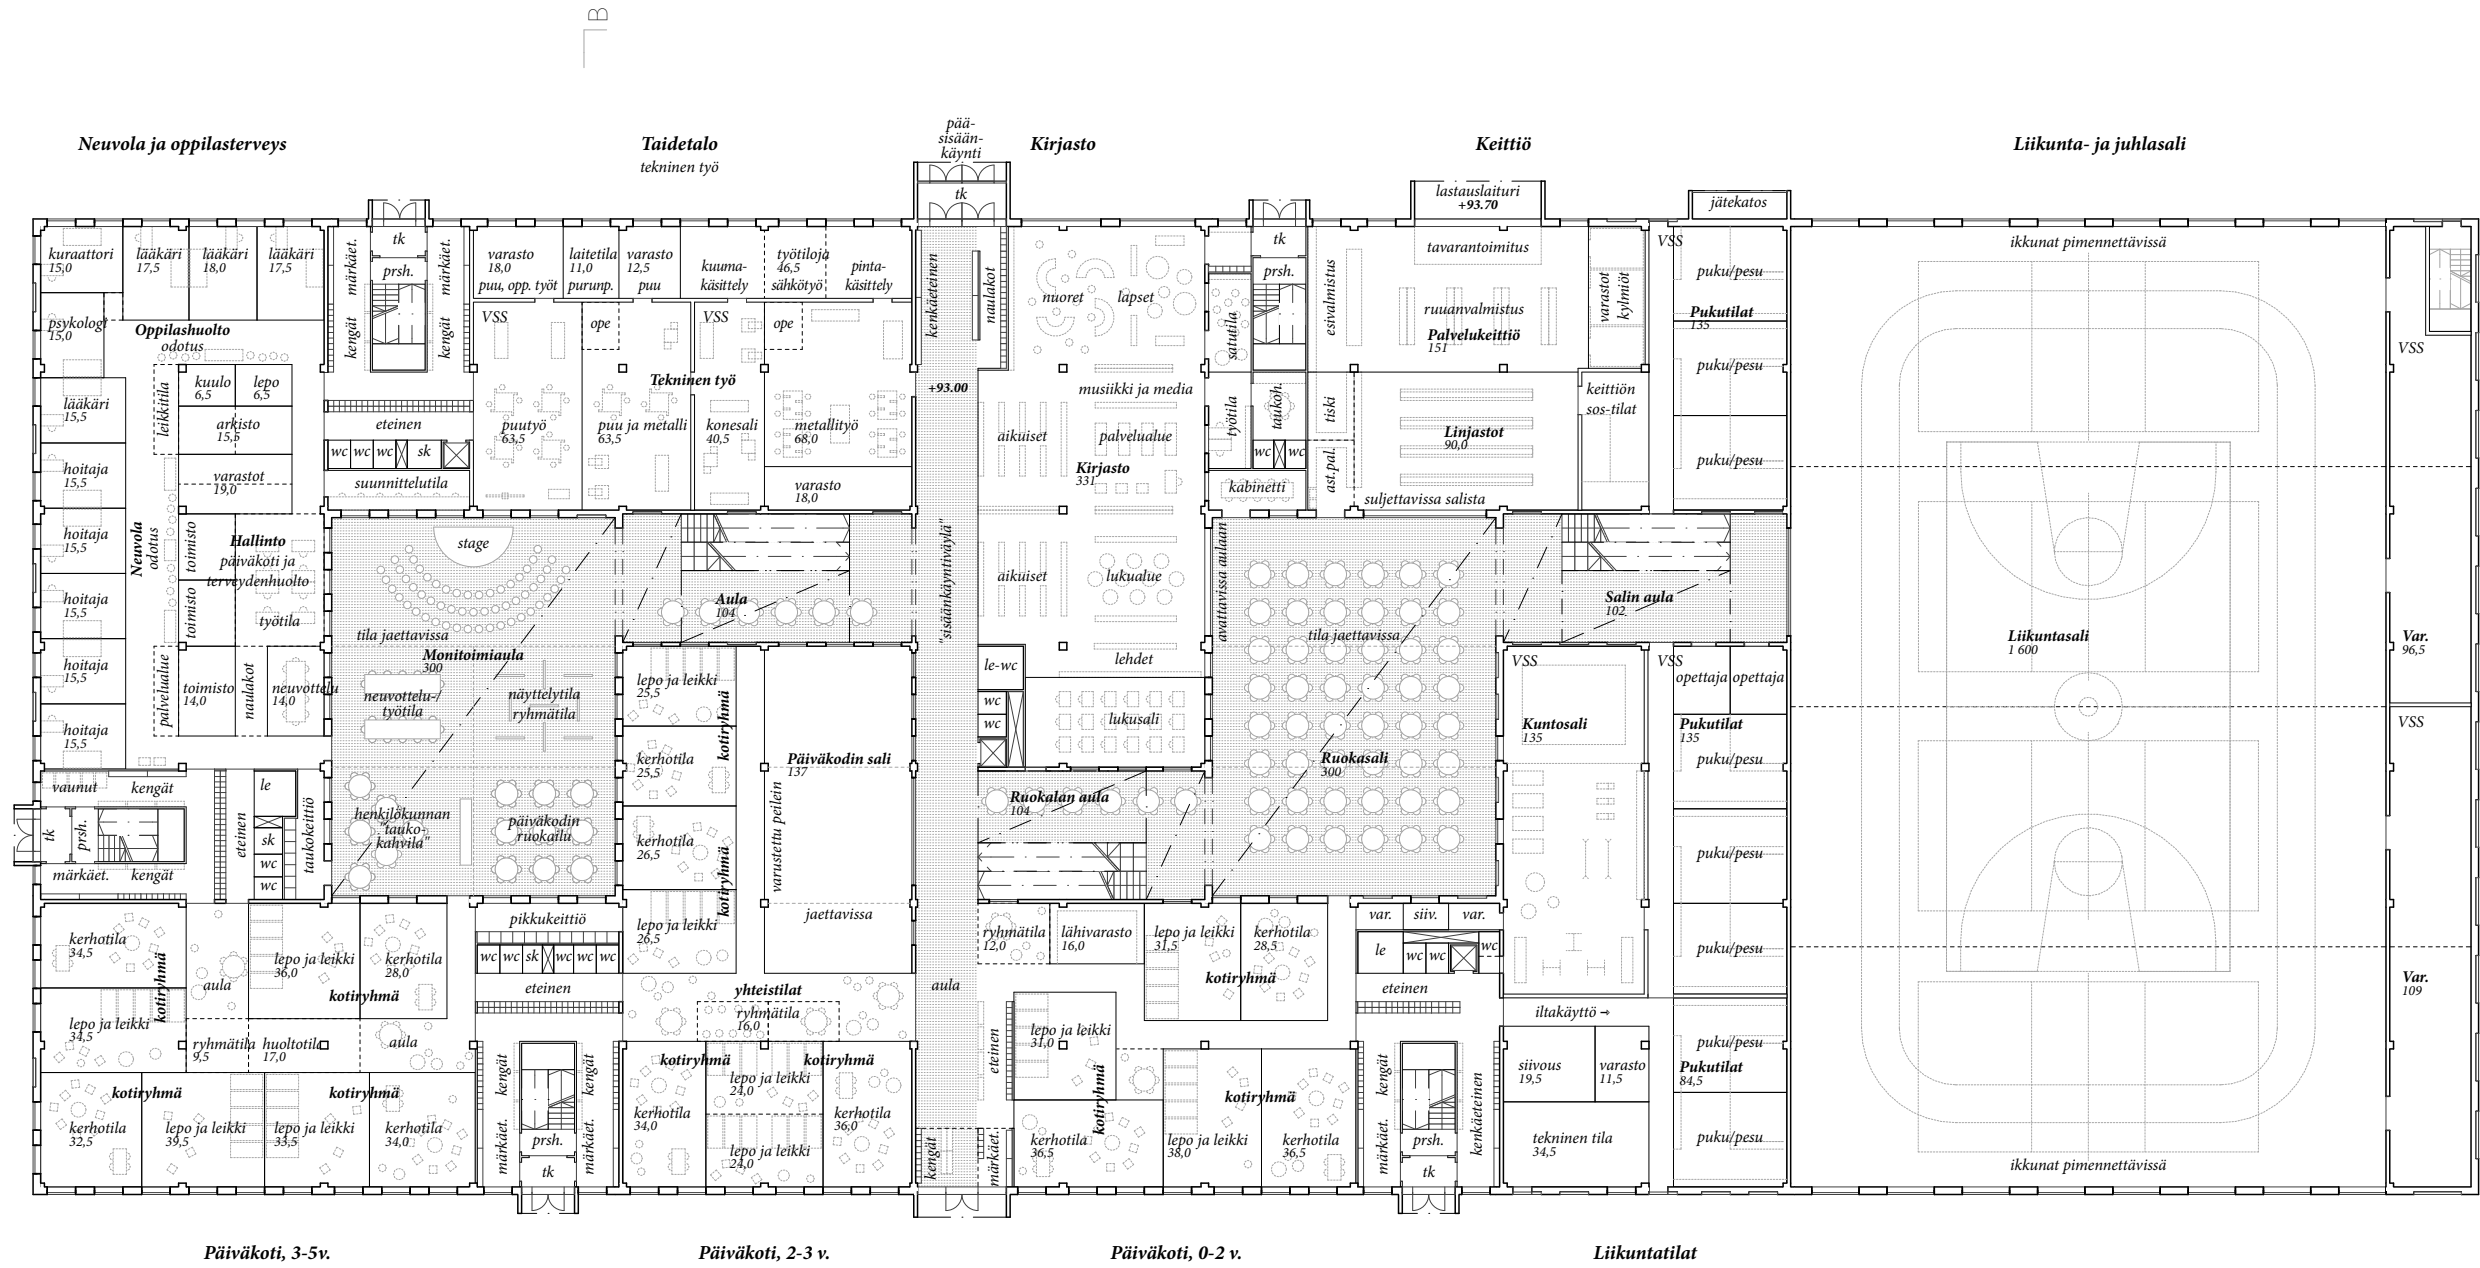 B
Neuvola ja oppilasterveys
Taidetalo
tekninen työ
pää-
sisään-
käynti
Kirjasto
Keittiö
Liikunta- ja juhlasali
tk
lastauslaituri
+93.70
jätekatos
kuraattori
15,0
lääkäri
17,5
lääkäri
18,0
lääkäri
17,5
psykologi
15,0
Oppilashuolto
odotus
leikkitila
kuulo
6,5
lepo
6,5
arkisto
15,5
varastot
19,0
lääkäri
15,5
hoitaja
15,5
hoitaja
15,5
hoitaja
15,5
hoitaja
15,5
hoitaja
15,5
Neuvola
odotus
toimisto
toimisto
Hallinto
päiväkoti ja
terveydenhuolto
työtila
palvelualue
toimisto
14,0
naulakot
neuvottelu
14,0
märkäet.
kengät
tk
prsh.
märkäet.
kengät
eteinen
wc
wc
wc
sk
suunnittelutila
varasto
18,0
puu, opp. työt
laitetila
11,0
purunp.
varasto
12,5
puu
kuuma-
käsittely
työtiloja
46,5
sähkötyö
pinta-
käsittely
VSS
ope
VSS
ope
Tekninen työ
puutyö
63,5
puu ja metalli
63,5
konesali
40,5
metallityö
68,0
varasto
18,0
stage
tila jaettavissa
Monitoimiaula
300
neuvottelu-/
työtila
näyttelytila
ryhmätila
henkilökunnan
"tauko-
kahvila"
päiväkodin
ruokailu
Aula
104
kenkäeteinen
naulakot
+93.00
"sisäänkäyntiväylä"
nuoret
lapset
musiikki ja media
aikuiset
palvelualue
Kirjasto
331
aikuiset
lukualue
lehdet
le-wc
wc
wc
lukusali
tk
prsh.
satutila
työtila
taukoh.
wc
wc
kabinetti
esivalmistus
tavarantoimitus
ruuanvalmistus
Palvelukeittiö
151
varastot
kylmiöt
tiski
ast.pal.
Linjastot
90,0
suljettavissa salista
keittiön
sos-tilat
VSS
puku/pesu
Pukutilat
135
puku/pesu
puku/pesu
avattavissa aulaan
tila jaettavissa
Ruokasali
300
Salin aula
102
Ruokalan aula
104
VSS
Kuntosali
135
VSS
opettaja
opettaja
Pukutilat
135
puku/pesu
puku/pesu
puku/pesu
ikkunat pimennettävissä
Liikuntasali
1 600
ikkunat pimennettävissä
VSS
Var.
96,5
VSS
Var.
109
vaunut
kengät
tk
prsh.
märkäet.
kengät
eteinen
le
sk
wc
wc
taukokeittiö
lepo ja leikki
25,5
kotiryhmä
kerhotila
25,5
kerhotila
26,5
kotiryhmä
lepo ja leikki
26,5
Päiväkodin sali
137
varustettu peilein
jaettavissa
kerhotila
34,5
kotiryhmä
lepo ja leikki
34,5
aula
lepo ja leikki
36,0
kerhotila
28,0
kotiryhmä
ryhmätila
9,5
huoltotila
17,0
aula
kotiryhmä
kerhotila
32,5
lepo ja leikki
39,5
kotiryhmä
lepo ja leikki
33,5
kerhotila
34,0
pikkukeittiö
wc
wc
sk
wc
wc
wc
eteinen
kengät
märkäet.
kengät
märkäet.
prsh.
tk
yhteistilat
ryhmätila
16,0
kotiryhmä
kotiryhmä
kerhotila
34,0
lepo ja leikki
24,0
lepo ja leikki
24,0
kerhotila
36,0
aula
kengät
märkäet.
eteinen
ryhmätila
12,0
lähivarasto
16,0
lepo ja leikki
31,5
kerhotila
28,5
kotiryhmä
lepo ja leikki
31,0
kotiryhmä
kerhotila
36,5
kotiryhmä
lepo ja leikki
38,0
kerhotila
36,5
var.
siiv.
var.
le
wc
wc
wc
eteinen
kengät
märkäet.
prsh.
tk
kenkäeteinen
iltakäyttö →
siivous
19,5
varasto
11,5
tekninen tila
34,5
puku/pesu
Pukutilat
84,5
puku/pesu
Päiväkoti, 3-5v.
Päiväkoti, 2-3 v.
Päiväkoti, 0-2 v.
Liikuntatilat